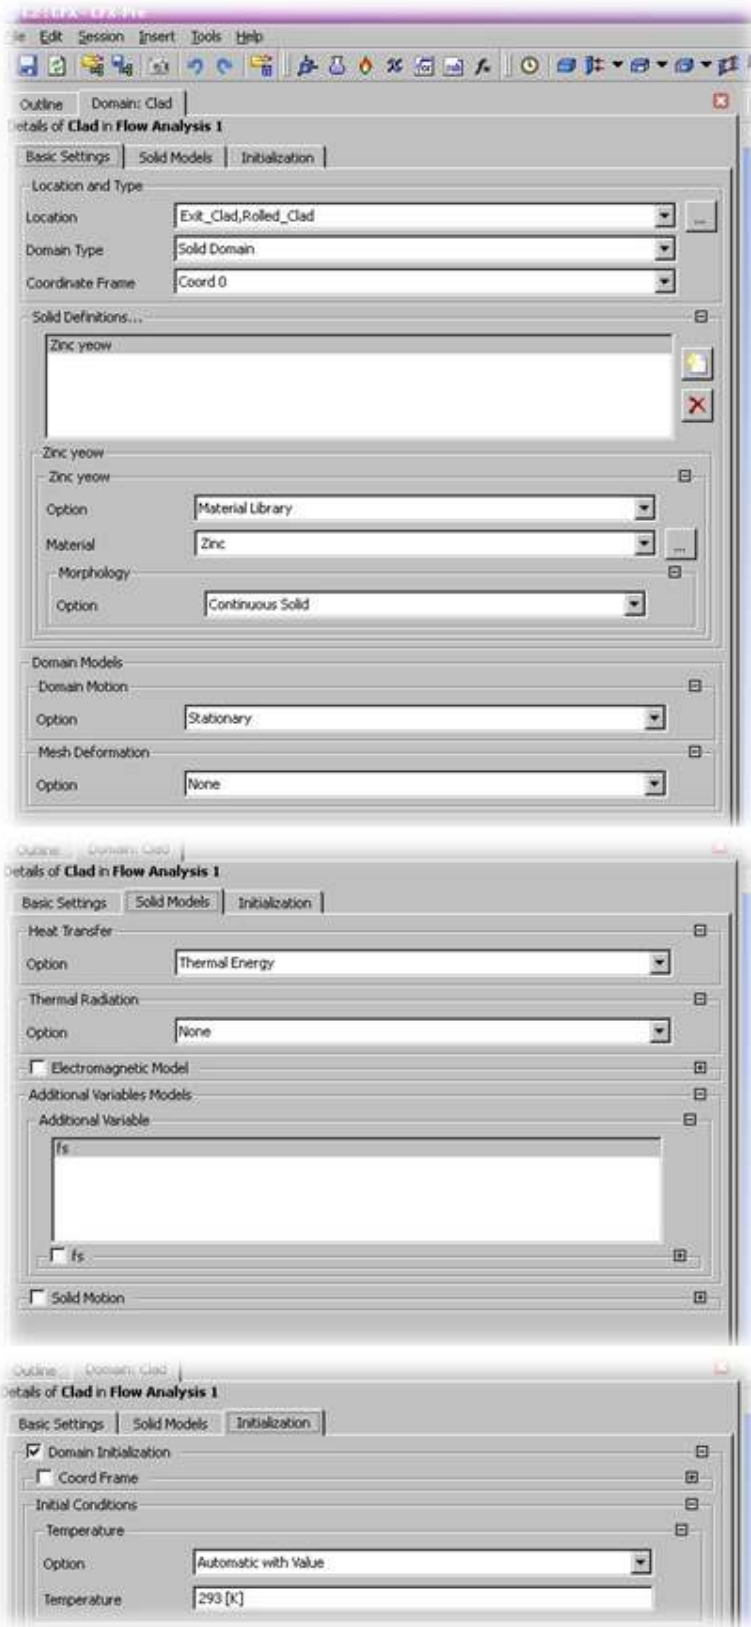 Edit Session Insert Tools Help
Outline Domain: Clad
Details of Clad in Flow Analysis 1
Basic Settings Solid Models Initialization
Location and Type
Location Exit_Clad,Rolled_Clad ...
Domain Type Solid Domain
Coordinate Frame Coord 0
Solid Definitions...
Zinc yeow
Zinc yeow
Zinc yeow
Option Material Library
Material Zinc ...
Morphology
Option Continuous Solid
Domain Models
Domain Motion
Option Stationary
Mesh Deformation
Option None
Outline Domain: Clad
Details of Clad in Flow Analysis 1
Basic Settings Solid Models Initialization
Heat Transfer
Option Thermal Energy
Thermal Radiation
Option None
Electromagnetic Model
Additional Variables Models
Additional Variable
fs
fs
Solid Motion
Outline Domain: Clad
Details of Clad in Flow Analysis 1
Basic Settings Solid Models Initialization
Domain Initialization
Coord Frame
Initial Conditions
Temperature
Option Automatic with Value
Temperature 293 [K]